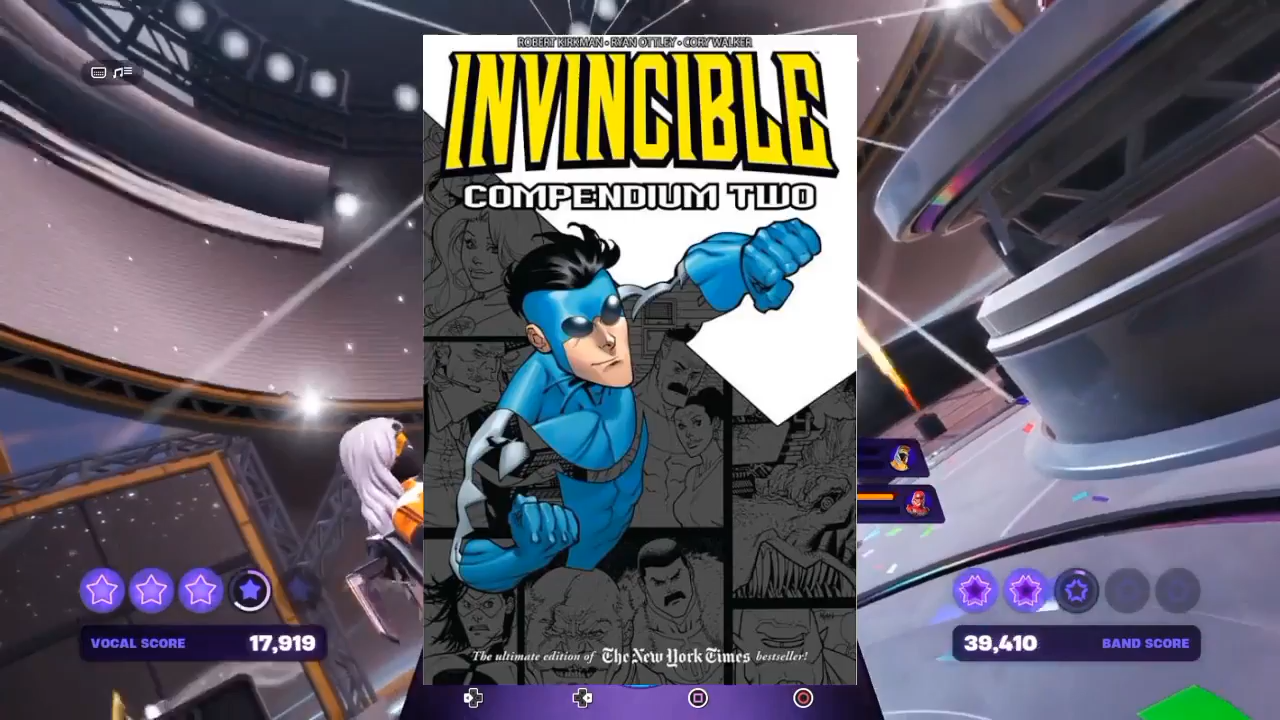 ROBERT KIRKMAN • RYAN OTTLEY • CORY WALKER
INVINCIBLE
COMPENDIUM TWO
VOCAL SCORE 17,919
39,410 BAND SCORE
The ultimate edition of The New York Times bestseller!